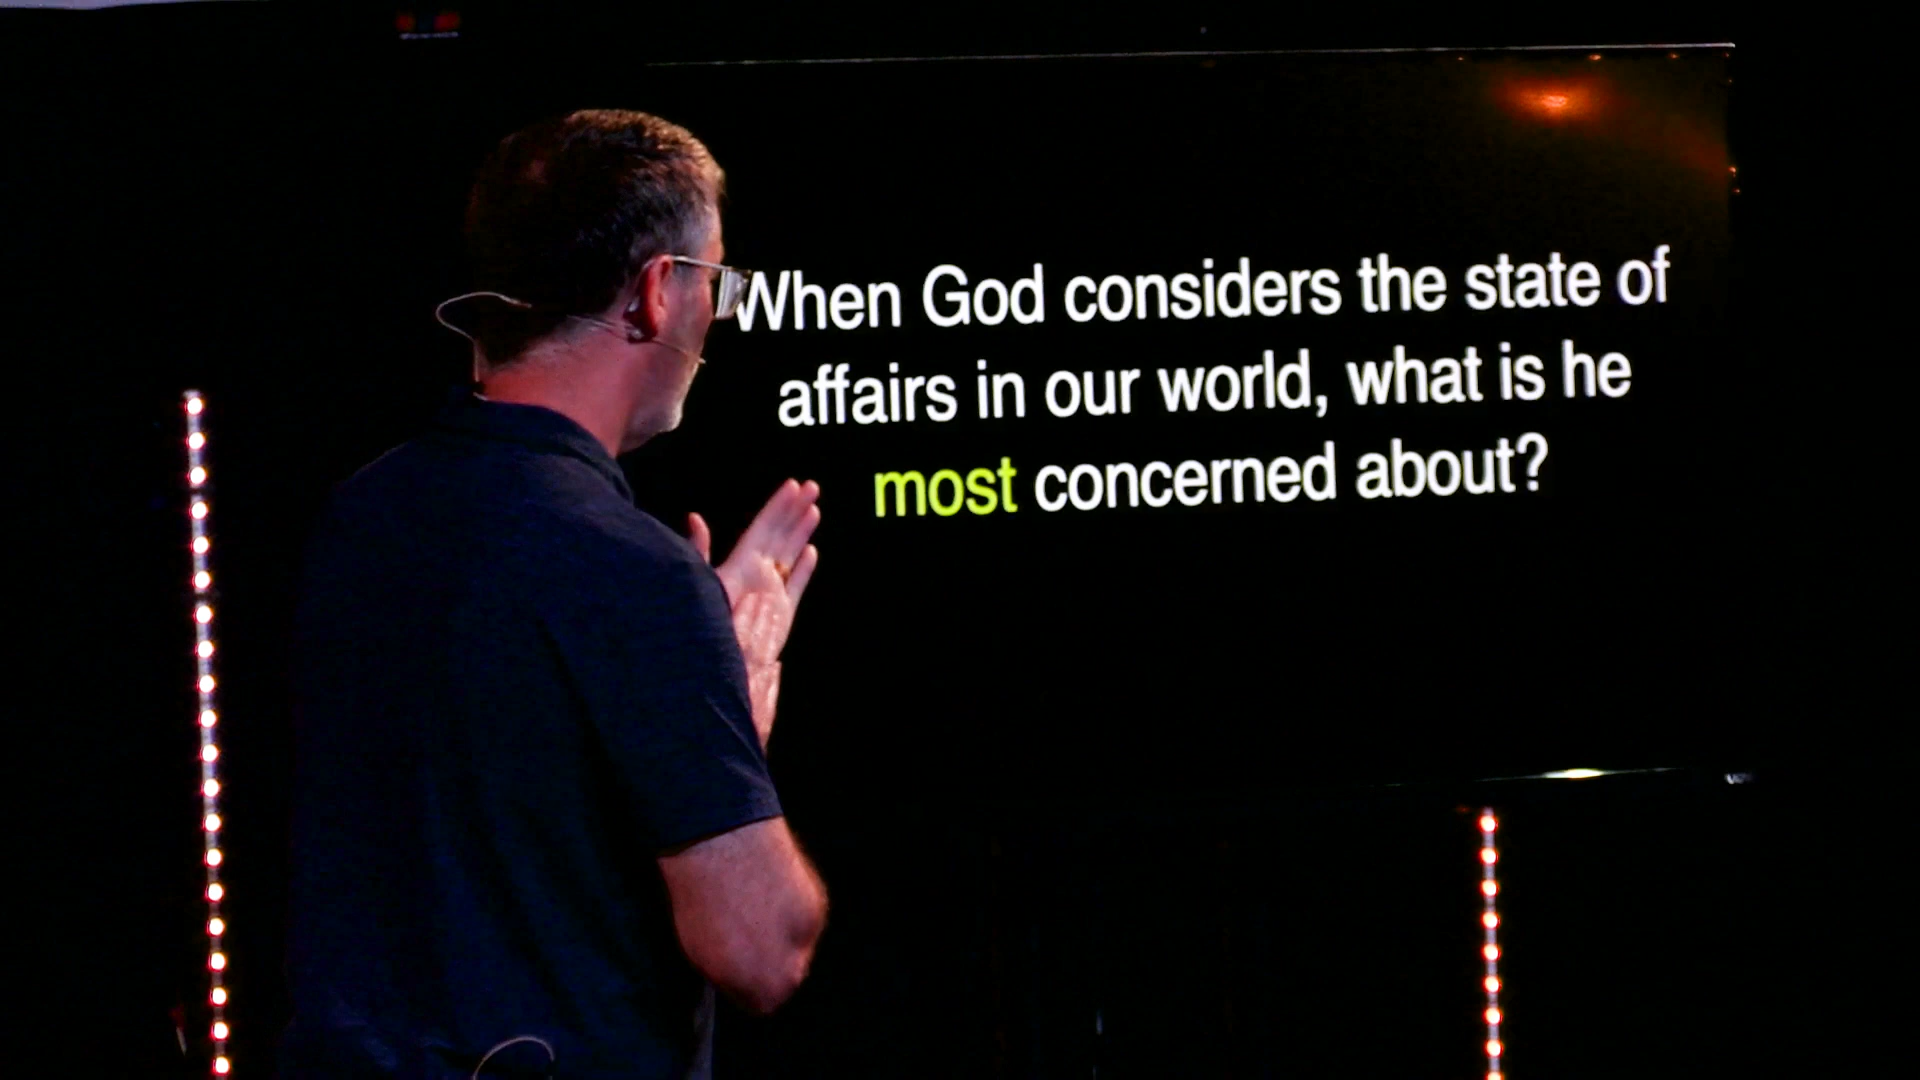 When God considers the state of
affairs in our world, what is he
most concerned about?